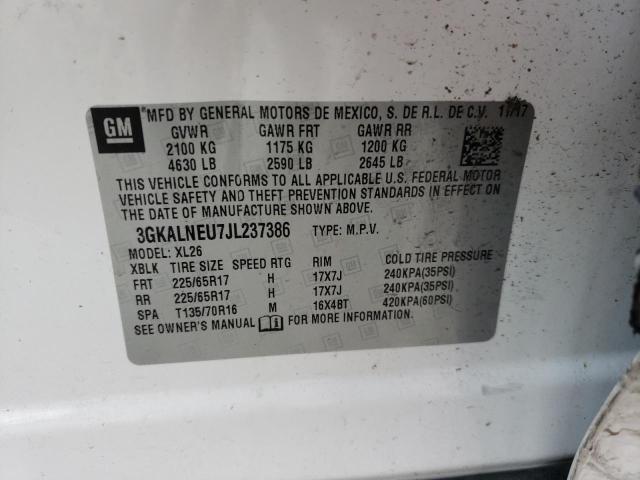 GM
*MFD BY GENERAL MOTORS DE MEXICO, S. DE R.L. DE C.V. 11/17
GVWR GAWR FRT GAWR RR
2100 KG 1175 KG 1200 KG
4630 LB 2590 LB 2645 LB
THIS VEHICLE CONFORMS TO ALL APPLICABLE U.S. FEDERAL MOTOR
VEHICLE SAFETY AND THEFT PREVENTION STANDARDS IN EFFECT ON
THE DATE OF MANUFACTURE SHOWN ABOVE.
3GKALNEU7JL237386 TYPE: M.P.V.
MODEL: XL26
XBLK TIRE SIZE SPEED RTG RIM COLD TIRE PRESSURE
FRT 225/65R17 H 17X7J 240KPA(35PSI)
RR 225/65R17 H 17X7J 240KPA(35PSI)
SPA T135/70R16 M 16X4BT 420KPA(60PSI)
SEE OWNER'S MANUAL FOR MORE INFORMATION